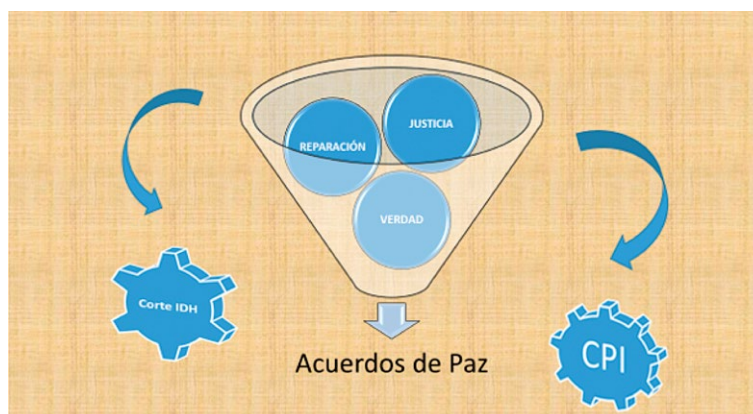 JUSTICIA
REPARACIÓN
VERDAD
Corte IDH
CPI
Acuerdos de Paz